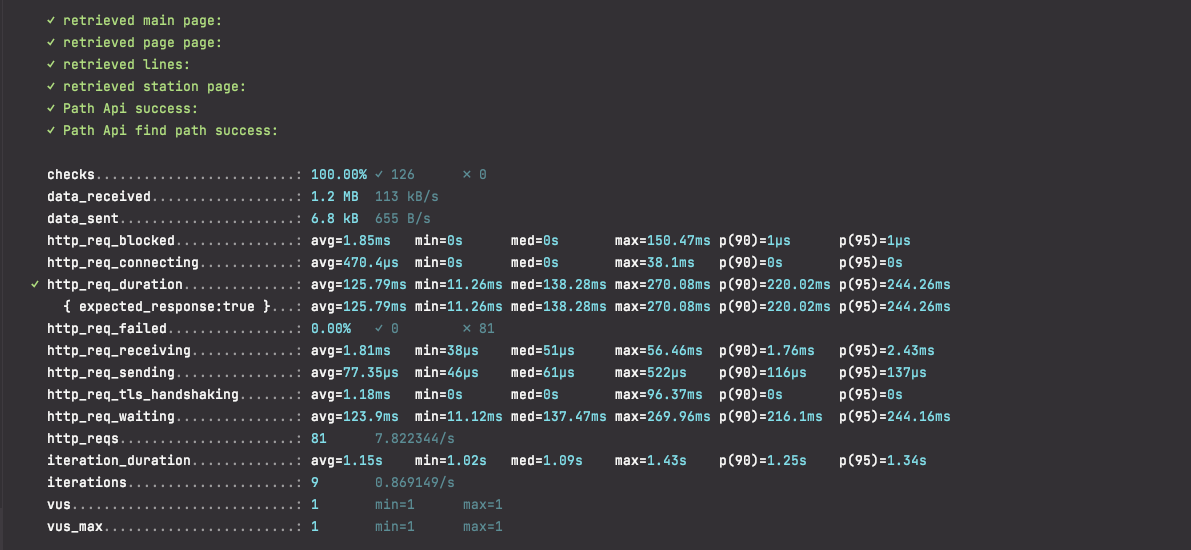 ✓ retrieved main page:
✓ retrieved page page:
✓ retrieved lines:
✓ retrieved station page:
✓ Path Api success:
✓ Path Api find path success:
checks.........................: 100.00% ✓ 126 ✕ 0
data_received..................: 1.2 MB 113 kB/s
data_sent......................: 6.8 kB 655 B/s
http_req_blocked...............: avg=1.85ms min=0s med=0s max=150.47ms p(90)=1µs p(95)=1µs
http_req_connecting............: avg=470.4µs min=0s med=0s max=38.1ms p(90)=0s p(95)=0s
✓ http_req_duration..............: avg=125.79ms min=11.26ms med=138.28ms max=270.08ms p(90)=220.02ms p(95)=244.26ms
{ expected_response:true }...: avg=125.79ms min=11.26ms med=138.28ms max=270.08ms p(90)=220.02ms p(95)=244.26ms
http_req_failed................: 0.00% ✓ 0 ✕ 81
http_req_receiving.............: avg=1.81ms min=38µs med=51µs max=56.46ms p(90)=1.76ms p(95)=2.43ms
http_req_sending...............: avg=77.35µs min=46µs med=61µs max=522µs p(90)=116µs p(95)=137µs
http_req_tls_handshaking.......: avg=1.18ms min=0s med=0s max=96.37ms p(90)=0s p(95)=0s
http_req_waiting...............: avg=123.9ms min=11.12ms med=137.47ms max=269.96ms p(90)=216.1ms p(95)=244.16ms
http_reqs......................: 81 7.822344/s
iteration_duration.............: avg=1.15s min=1.02s med=1.09s max=1.43s p(90)=1.25s p(95)=1.34s
iterations.....................: 9 0.869149/s
vus............................: 1 min=1 max=1
vus_max........................: 1 min=1 max=1